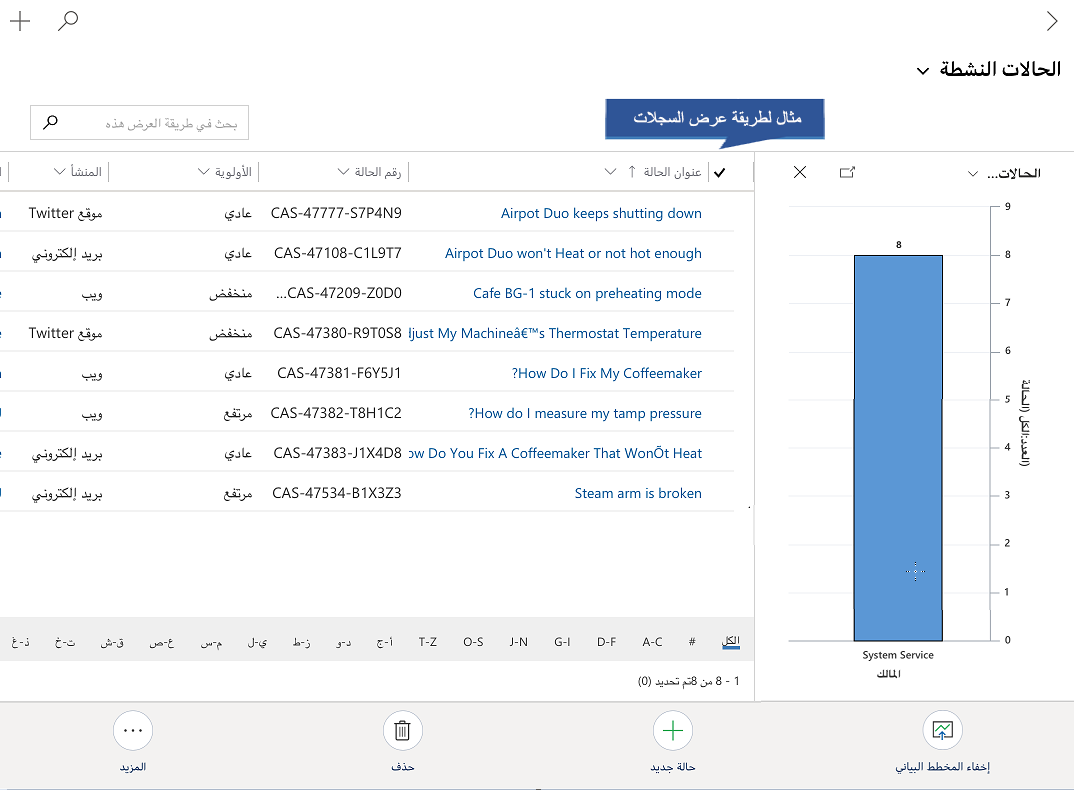 الحالات النشطة
مثال لطريقة عرض السجلات
بحث في طريقة العرض هذه
عنوان الحالة رقم الحالة الأولوية المنشأ
Airpot Duo keeps shutting down CAS-47777-S7P4N9 عادي موقع Twitter
Airpot Duo won't Heat or not hot enough CAS-47108-C1L9T7 عادي بريد إلكتروني
Cafe BG-1 stuck on preheating mode CAS-47209-Z0D0... منخفض ويب
just My Machineâ€™s Thermostat Temperature CAS-47380-R9T0S8 منخفض موقع Twitter
?How Do I Fix My Coffeemaker CAS-47381-F6Y5J1 عادي ويب
?How do I measure my tamp pressure CAS-47382-T8H1C2 مرتفع ويب
ow Do You Fix A Coffeemaker That WonÕt Heat CAS-47383-J1X4D8 عادي بريد إلكتروني
Steam arm is broken CAS-47534-B1X3Z3 مرتفع بريد إلكتروني
الكل # A-C D-F G-I J-N O-S T-Z أ-ج د-و ز-ط ي-ل م-س ع-ص ق-ش ت-خ ذ-غ
1 - 8 من 8تم تحديد (0)
الحالات...
9
8
8
7
6
5
4
3
2
1
0
العدد:الكل (الحالة)
System Service
المالك
إخفاء المخطط البياني
حالة جديد
حذف
المزيد